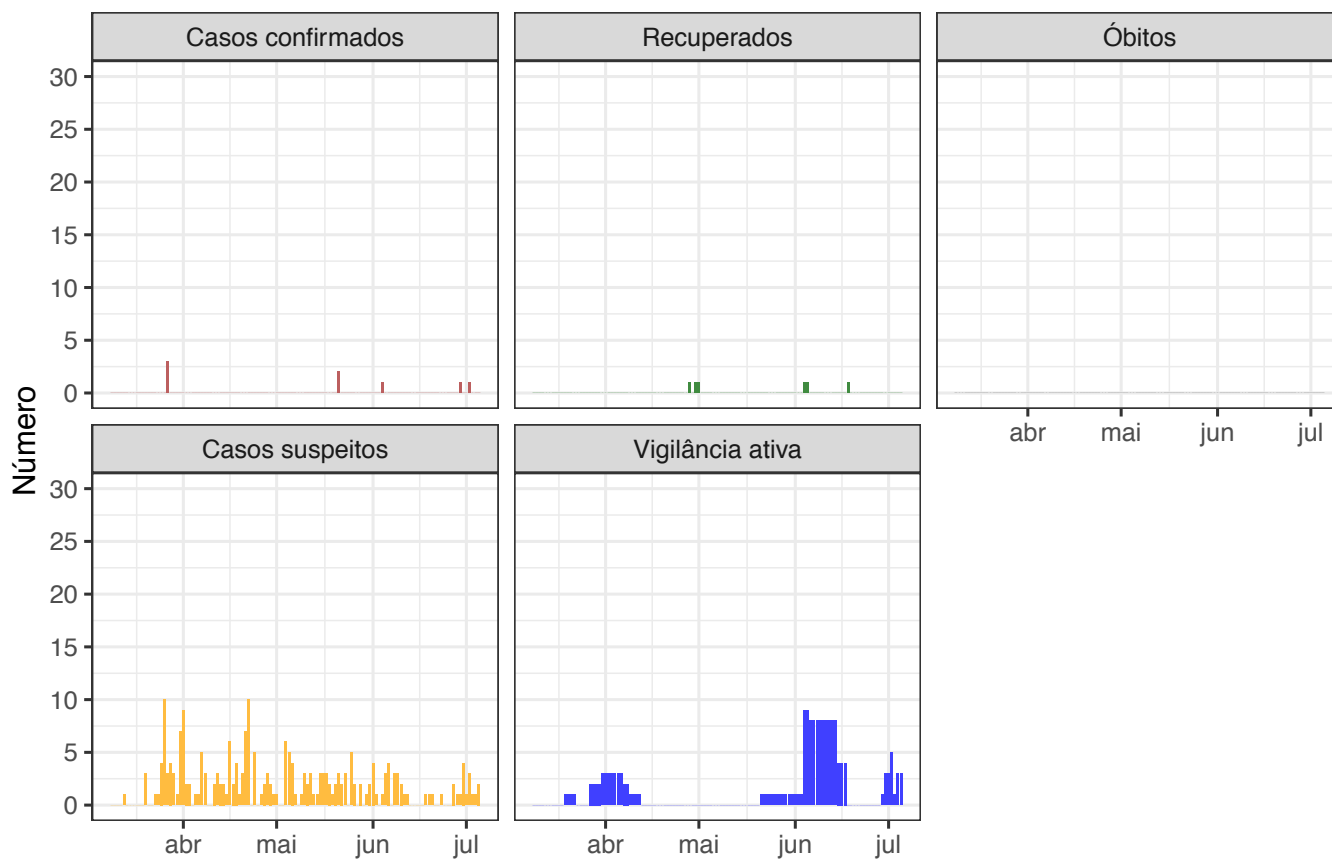 Casos confirmados
Recuperados
Óbitos
30
25
20
15
10
5
0
abr mai jun jul
Número
Casos suspeitos
Vigilância ativa
30
25
20
15
10
5
0
abr mai jun jul
abr mai jun jul